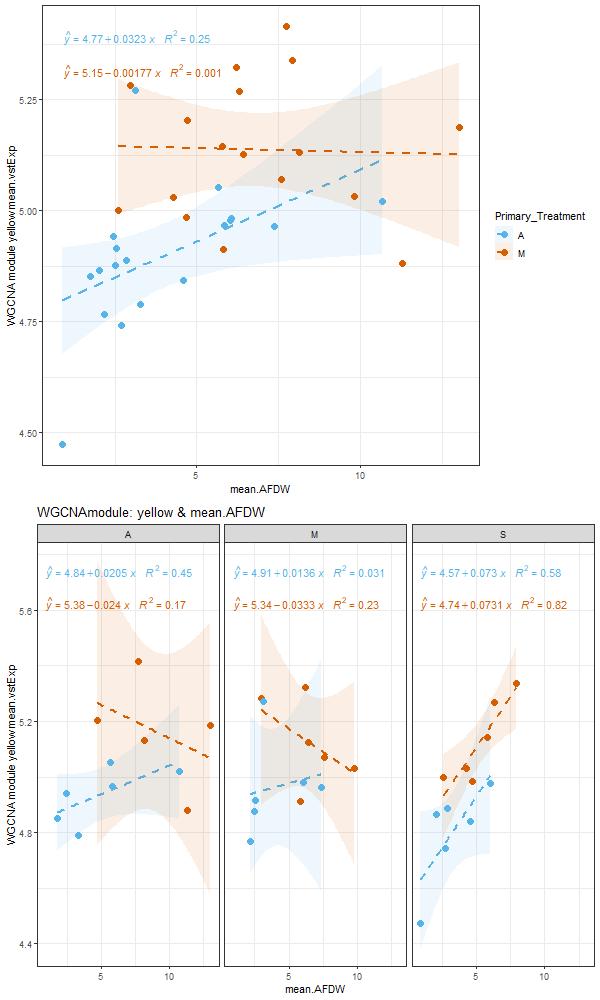 ŷ = 4.77 + 0.0323 x R² = 0.25
ŷ = 5.15 − 0.00177 x R² = 0.001
5.25
5.00
4.75
4.50
WGCNA module yellowmean.vstExp
5 10
mean.AFDW
Primary_Treatment
A
M
WGCNAmodule: yellow & mean.AFDW
A M S
ŷ = 4.84 + 0.0205 x R² = 0.45 ŷ = 4.91 + 0.0136 x R² = 0.031 ŷ = 4.57 + 0.073 x R² = 0.58
ŷ = 5.38 − 0.024 x R² = 0.17 ŷ = 5.34 − 0.0333 x R² = 0.23 ŷ = 4.74 + 0.0731 x R² = 0.82
5.6
5.2
4.8
4.4
WGCNA module yellowmean.vstExp
5 10 5 10 5 10
mean.AFDW